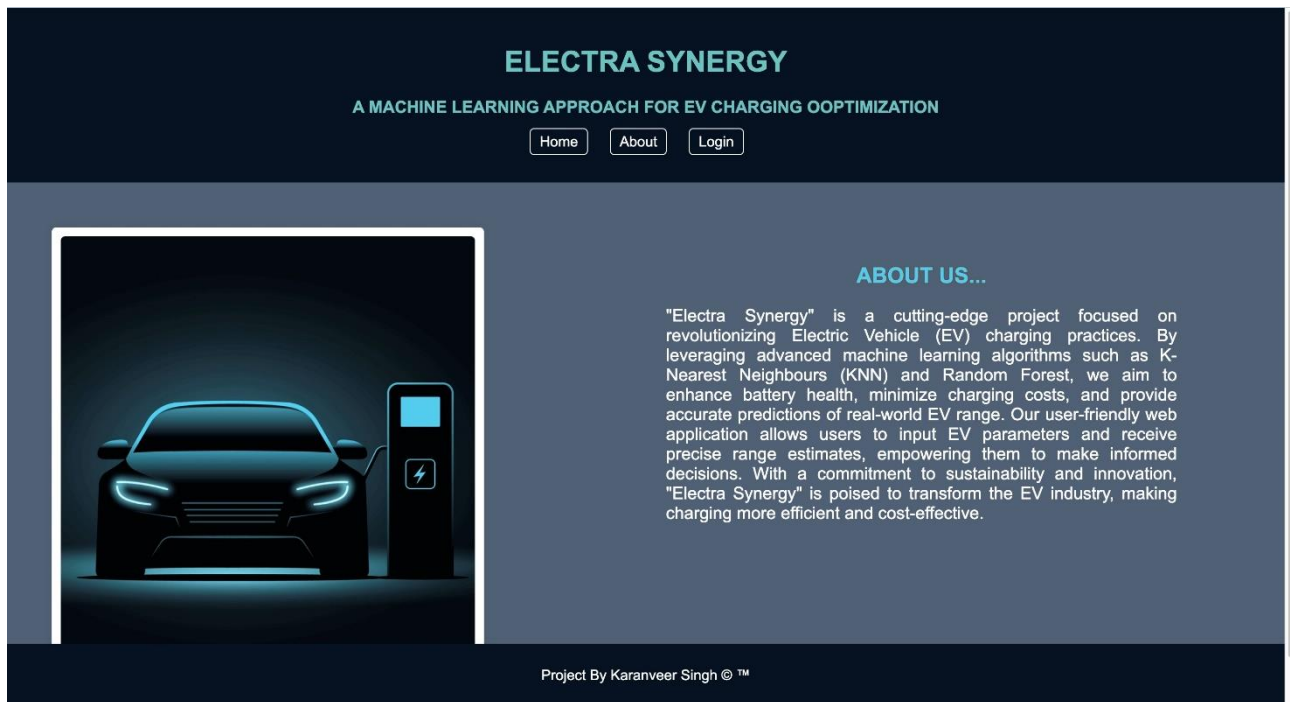 ELECTRA SYNERGY
A MACHINE LEARNING APPROACH FOR EV CHARGING OOPTIMIZATION
Home About Login
ABOUT US...
"Electra Synergy" is a cutting-edge project focused on
revolutionizing Electric Vehicle (EV) charging practices. By
leveraging advanced machine learning algorithms such as K-
Nearest Neighbours (KNN) and Random Forest, we aim to
enhance battery health, minimize charging costs, and provide
accurate predictions of real-world EV range. Our user-friendly web
application allows users to input EV parameters and receive
precise range estimates, empowering them to make informed
decisions. With a commitment to sustainability and innovation,
"Electra Synergy" is poised to transform the EV industry, making
charging more efficient and cost-effective.
Project By Karanveer Singh © ™